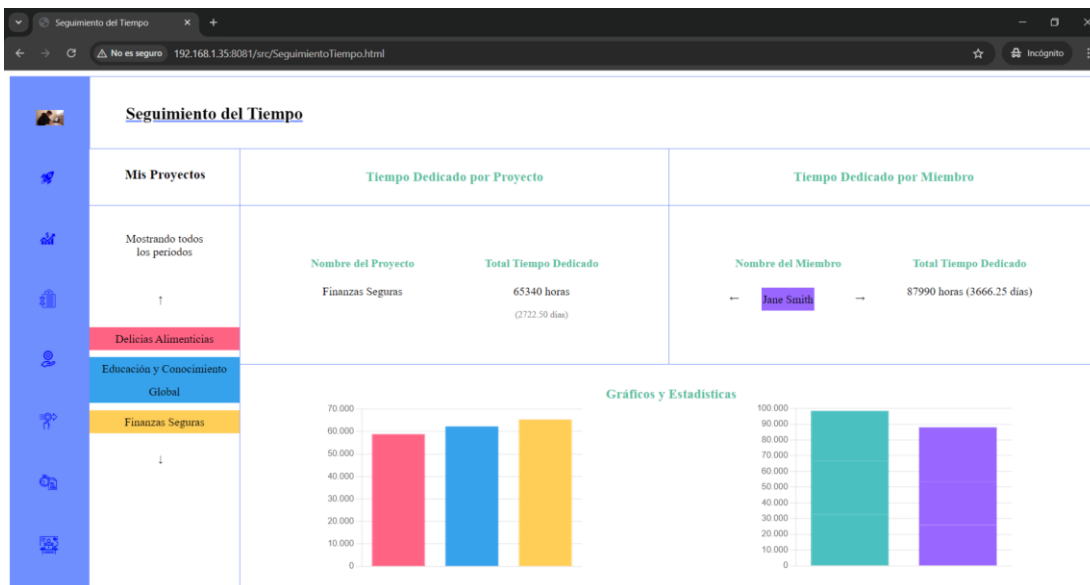 Seguimiento del Tiempo
No es seguro 192.168.1.35:8081/src/SeguimientoTiempo.html
Incógnito
Seguimiento del Tiempo
Mis Proyectos
Tiempo Dedicado por Proyecto
Tiempo Dedicado por Miembro
Mostrando todos
los periodos
↑
Delicias Alimenticias
Educación y Conocimiento
Global
Finanzas Seguras
↓
Nombre del Proyecto Total Tiempo Dedicado
Finanzas Seguras 65340 horas
(2722.50 días)
Nombre del Miembro Total Tiempo Dedicado
← Jane Smith → 87990 horas (3666.25 días)
Gráficos y Estadísticas
70.000
60.000
50.000
40.000
30.000
20.000
10.000
0
100.000
90.000
80.000
70.000
60.000
50.000
40.000
30.000
20.000
10.000
0